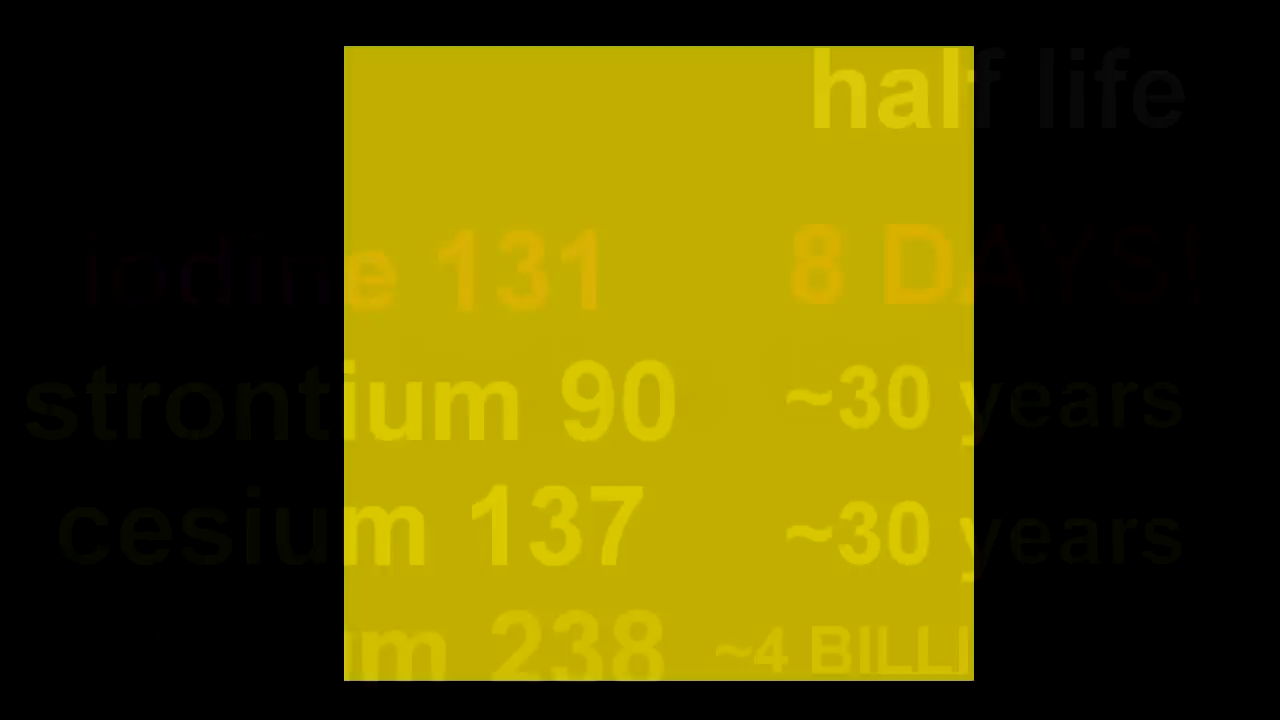 half life
iodine 131 8 DAYS!
strontium 90 ~30 years
cesium 137 ~30 years
238 ~4